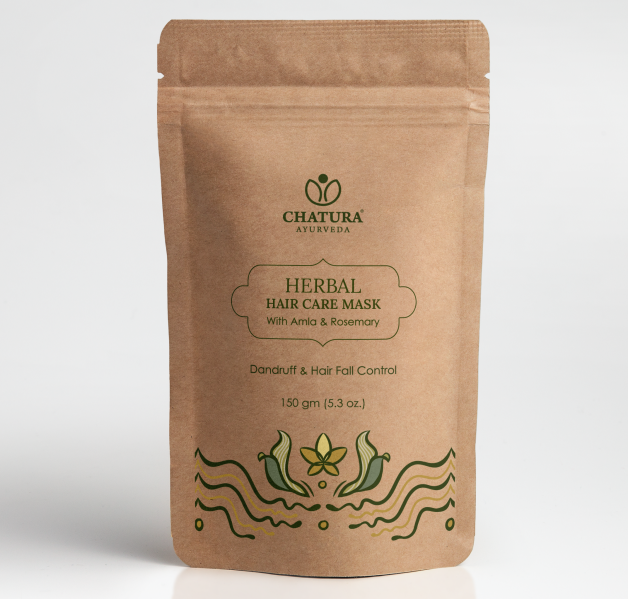 CHATURA®
AYURVEDA
HERBAL
HAIR CARE MASK
With Amla & Rosemary
Dandruff & Hair Fall Control
150 gm (5.3 oz.)